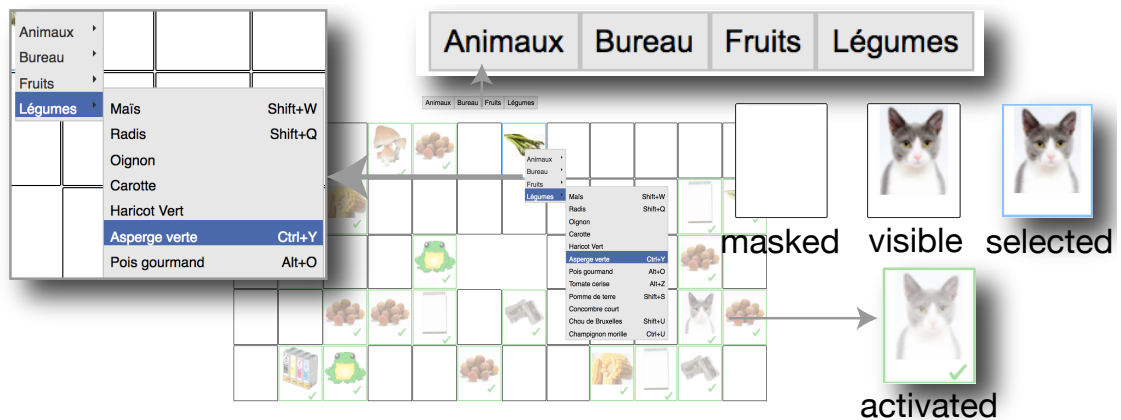 Animaux
Bureau
Fruits
Légumes
Maïs Shift+W
Radis Shift+Q
Oignon
Carotte
Haricot Vert
Asperge verte Ctrl+Y
Pois gourmand Alt+O
Animaux Bureau Fruits Légumes
Animaux Bureau Fruits Légumes
Animaux
Bureau
Fruits
Légumes
Maïs Shift+W
Radis Shift+Q
Oignon
Carotte
Haricot Vert
Asperge verte Ctrl+Y
Pois gourmand Alt+O
Tomate cerise Alt+Z
Pomme de terre Shift+S
Concombre court
Chou de Bruxelles Shift+U
Champignon morille Ctrl+U
masked visible selected
activated